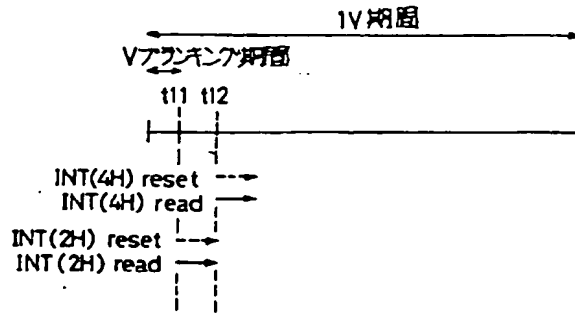 1V期間
Vブランキング期間
t11 t12
INT(4H) reset
INT(4H) read
INT(2H) reset
INT(2H) read